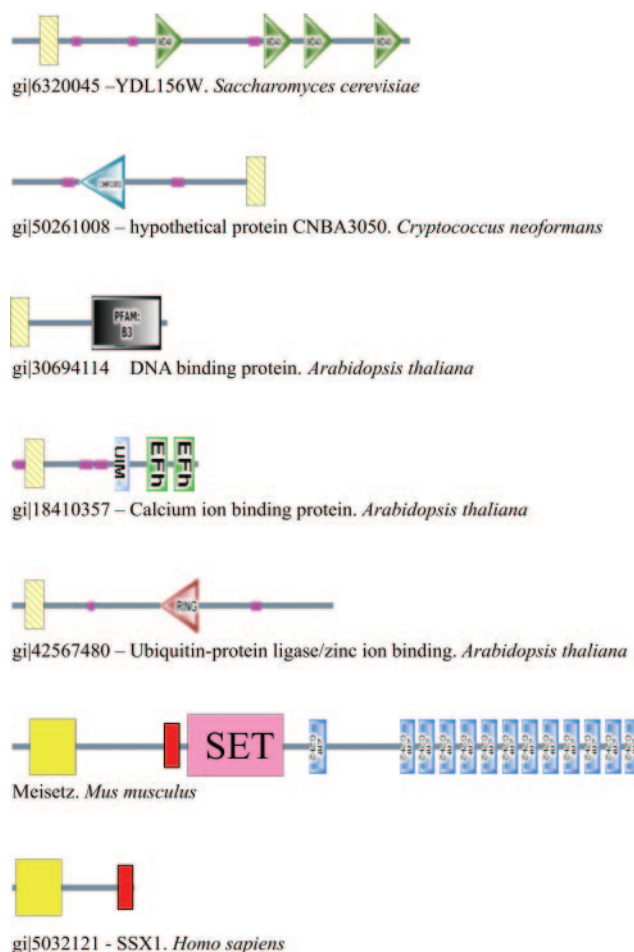 WD40 WD40 WD40 WD40
gi|6320045 –YDL156W. Saccharomyces cerevisiae
CHROMO
gi|50261008 – hypothetical protein CNBA3050. Cryptococcus neoformans
PFAM:
B3
gi|30694114 DNA binding protein. Arabidopsis thaliana
UIM EFh EFh
gi|18410357 – Calcium ion binding protein. Arabidopsis thaliana
RING
gi|42567480 – Ubiquitin-protein ligase/zinc ion binding. Arabidopsis thaliana
SET
Meisetz. Mus musculus
gi|5032121 - SSX1. Homo sapiens